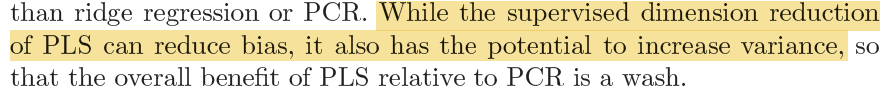 than ridge regression or PCR. While the supervised dimension reduction
of PLS can reduce bias, it also has the potential to increase variance, so
that the overall benefit of PLS relative to PCR is a wash.